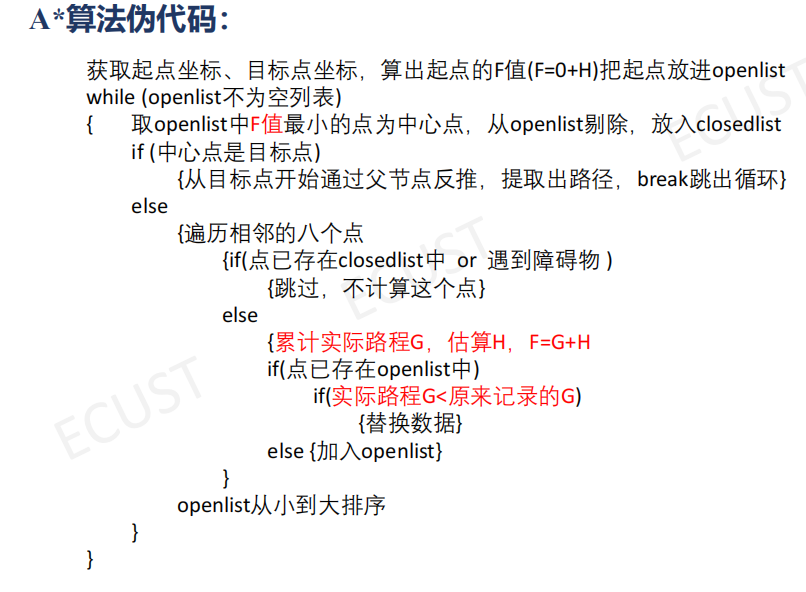 A*算法伪代码：
获取起点坐标、目标点坐标，算出起点的F值(F=0+H)把起点放进openlist
while (openlist不为空列表)
{ 取openlist中F值最小的点为中心点，从openlist剔除，放入closedlist
if (中心点是目标点)
{从目标点开始通过父节点反推，提取出路径，break跳出循环}
else
{遍历相邻的八个点
{if(点已存在closedlist中 or 遇到障碍物 )
{跳过，不计算这个点}
else
{累计实际路程G，估算H，F=G+H
if(点已存在openlist中)
if(实际路程G<原来记录的G)
{替换数据}
else {加入openlist}
}
openlist从小到大排序
}
}
ECUST
ECUST
ECUST